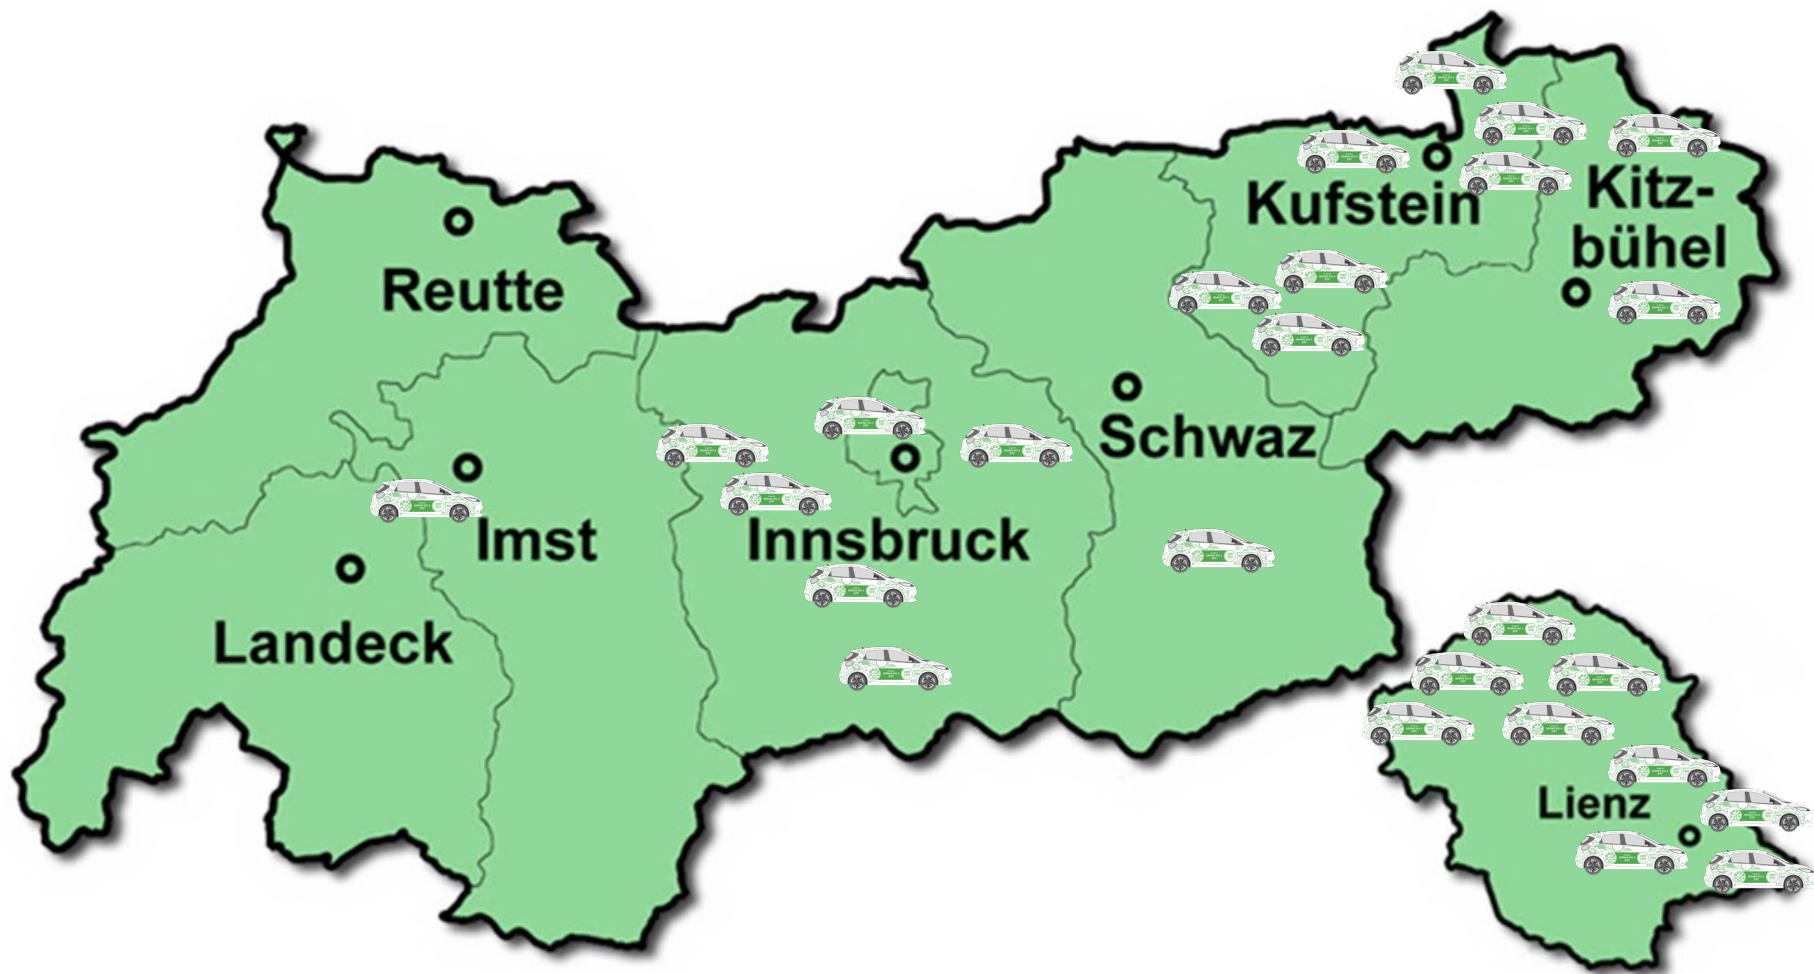 Kufstein
Kitz-
bühel
Reutte
Schwaz
Imst
Innsbruck
Landeck
Lienz